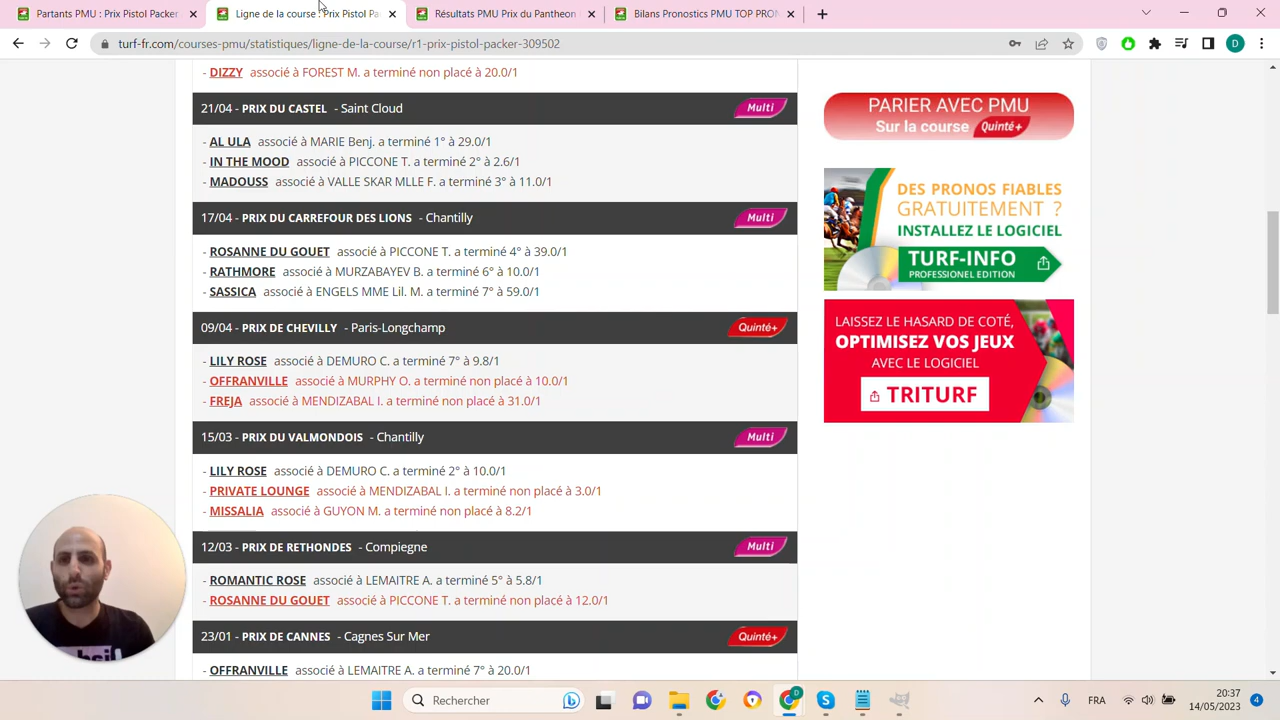 Partants PMU : Prix Pistol Packer
Ligne de la course : Prix Pistol Pa
Résultats PMU Prix du Pantheon
Bilans Pronostics PMU TOP PRON
turf-fr.com/courses-pmu/statistiques/ligne-de-la-course/r1-prix-pistol-packer-309502
D
- DIZZY associé à FOREST M. a terminé non placé à 20.0/1
21/04 - PRIX DU CASTEL - Saint Cloud Multi
- AL ULA associé à MARIE Benj. a terminé 1° à 29.0/1
- IN THE MOOD associé à PICCONE T. a terminé 2° à 2.6/1
- MADOUSS associé à VALLE SKAR MLLE F. a terminé 3° à 11.0/1
17/04 - PRIX DU CARREFOUR DES LIONS - Chantilly Multi
- ROSANNE DU GOUET associé à PICCONE T. a terminé 4° à 39.0/1
- RATHMORE associé à MURZABAYEV B. a terminé 6° à 10.0/1
- SASSICA associé à ENGELS MME Lil. M. a terminé 7° à 59.0/1
09/04 - PRIX DE CHEVILLY - Paris-Longchamp Quinté+
- LILY ROSE associé à DEMURO C. a terminé 7° à 9.8/1
- OFFRANVILLE associé à MURPHY O. a terminé non placé à 10.0/1
- FREJA associé à MENDIZABAL I. a terminé non placé à 31.0/1
15/03 - PRIX DU VALMONDOIS - Chantilly Multi
- LILY ROSE associé à DEMURO C. a terminé 2° à 10.0/1
- PRIVATE LOUNGE associé à MENDIZABAL I. a terminé non placé à 3.0/1
- MISSALIA associé à GUYON M. a terminé non placé à 8.2/1
12/03 - PRIX DE RETHONDES - Compiegne Multi
- ROMANTIC ROSE associé à LEMAITRE A. a terminé 5° à 5.8/1
- ROSANNE DU GOUET associé à PICCONE T. a terminé non placé à 12.0/1
23/01 - PRIX DE CANNES - Cagnes Sur Mer Quinté+
- OFFRANVILLE associé à LEMAITRE A. a terminé 7° à 20.0/1
PARIER AVEC PMU
Sur la course Quinté+
DES PRONOS FIABLES
GRATUITEMENT ?
INSTALLEZ LE LOGICIEL
TURF-INFO
PROFESSIONEL EDITION
LAISSEZ LE HASARD DE COTÉ,
OPTIMISEZ VOS JEUX
AVEC LE LOGICIEL
TRITURF
Rechercher
D
FRA
20:37
14/05/2023
4